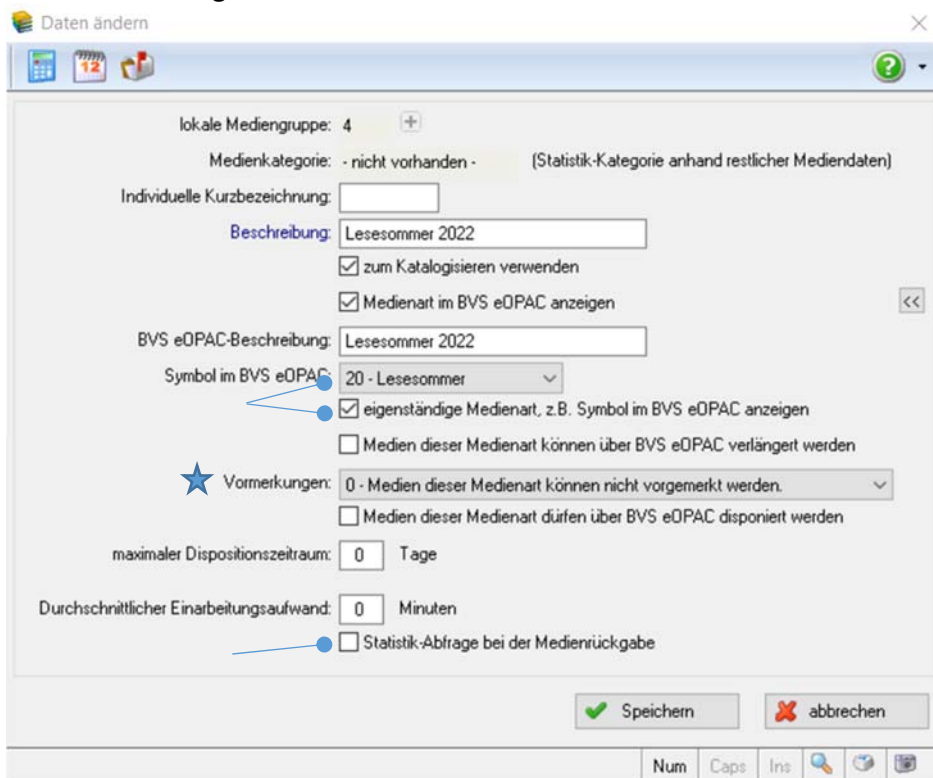 Daten ändern
12
lokale Mediengruppe: 4
Medienkategorie: - nicht vorhanden - (Statistik-Kategorie anhand restlicher Mediendaten)
Individuelle Kurzbezeichnung:
Beschreibung: Lesesommer 2022
zum Katalogisieren verwenden
Medienart im BVS eOPAC anzeigen
<<
BVS eOPAC-Beschreibung: Lesesommer 2022
Symbol im BVS eOPAC: 20 - Lesesommer
eigenständige Medienart, z.B. Symbol im BVS eOPAC anzeigen
Medien dieser Medienart können über BVS eOPAC verlängert werden
Vormerkungen: 0 - Medien dieser Medienart können nicht vorgemerkt werden.
Medien dieser Medienart dürfen über BVS eOPAC disponiert werden
maximaler Dispositionszeitraum: 0 Tage
Durchschnittlicher Einarbeitungsaufwand: 0 Minuten
Statistik-Abfrage bei der Medienrückgabe
Speichern abbrechen
Num Caps Ins